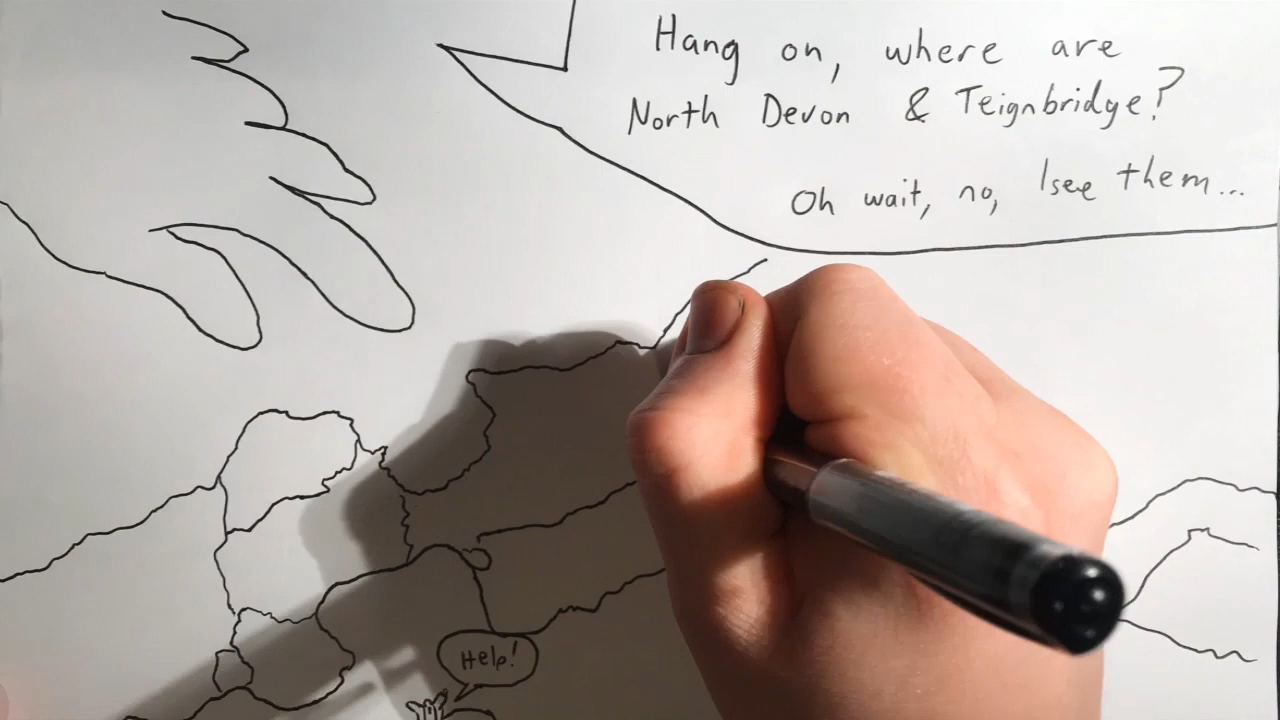 Hang on, where are
North Devon & Teignbridge?
Oh wait, no, I see them...
Help!